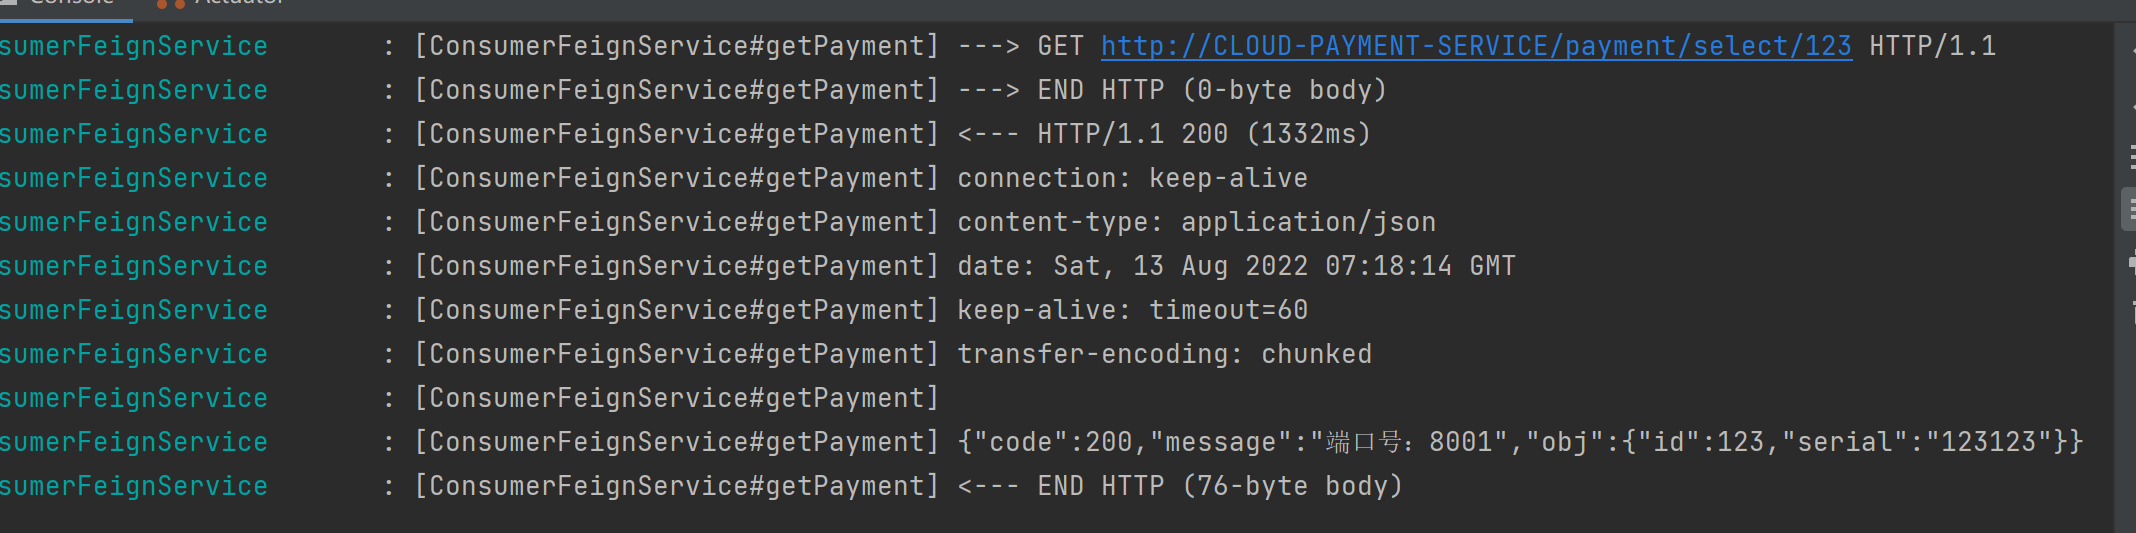 Console Actuator
sumerFeignService : [ConsumerFeignService#getPayment] ---> GET http://CLOUD-PAYMENT-SERVICE/payment/select/123 HTTP/1.1
sumerFeignService : [ConsumerFeignService#getPayment] ---> END HTTP (0-byte body)
sumerFeignService : [ConsumerFeignService#getPayment] <--- HTTP/1.1 200 (1332ms)
sumerFeignService : [ConsumerFeignService#getPayment] connection: keep-alive
sumerFeignService : [ConsumerFeignService#getPayment] content-type: application/json
sumerFeignService : [ConsumerFeignService#getPayment] date: Sat, 13 Aug 2022 07:18:14 GMT
sumerFeignService : [ConsumerFeignService#getPayment] keep-alive: timeout=60
sumerFeignService : [ConsumerFeignService#getPayment] transfer-encoding: chunked
sumerFeignService : [ConsumerFeignService#getPayment]
sumerFeignService : [ConsumerFeignService#getPayment] {"code":200,"message":"端口号：8001","obj":{"id":123,"serial":"123123"}}
sumerFeignService : [ConsumerFeignService#getPayment] <--- END HTTP (76-byte body)